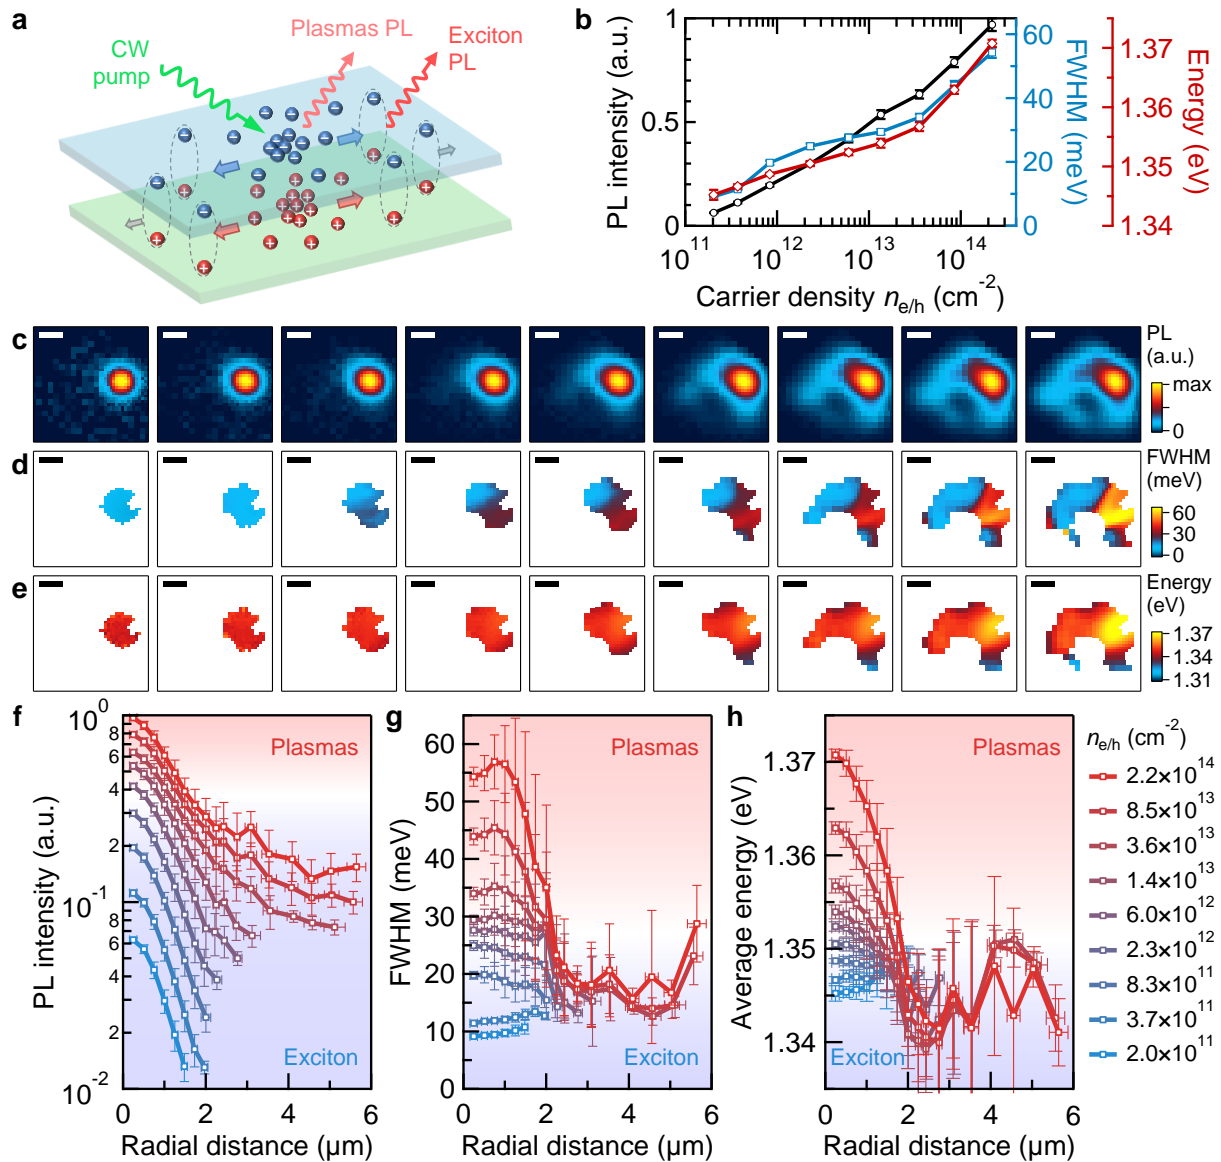 a
CW
pump
Plasmas PL
Exciton
PL
b
PL intensity (a.u.)
1
0.5
0
60
40
20
0
FWHM (meV)
1.37
1.36
1.35
1.34
Energy (eV)
10^11
10^12
10^13
10^14
Carrier density n_e/h (cm^-2)
c
PL
(a.u.)
max
0
d
FWHM
(meV)
60
30
0
e
Energy
(eV)
1.37
1.34
1.31
f
PL intensity (a.u.)
10^0
8
6
4
2
10^-1
8
6
4
2
10^-2
Plasmas
Exciton
0
2
4
6
Radial distance (µm)
g
FWHM (meV)
60
50
40
30
20
10
0
Plasmas
Exciton
0
2
4
6
Radial distance (µm)
h
Average energy (eV)
1.37
1.36
1.35
1.34
Plasmas
Exciton
0
2
4
6
Radial distance (µm)
n_e/h (cm^-2)
2.2×10^14
8.5×10^13
3.6×10^13
1.4×10^13
6.0×10^12
2.3×10^12
8.3×10^11
3.7×10^11
2.0×10^11